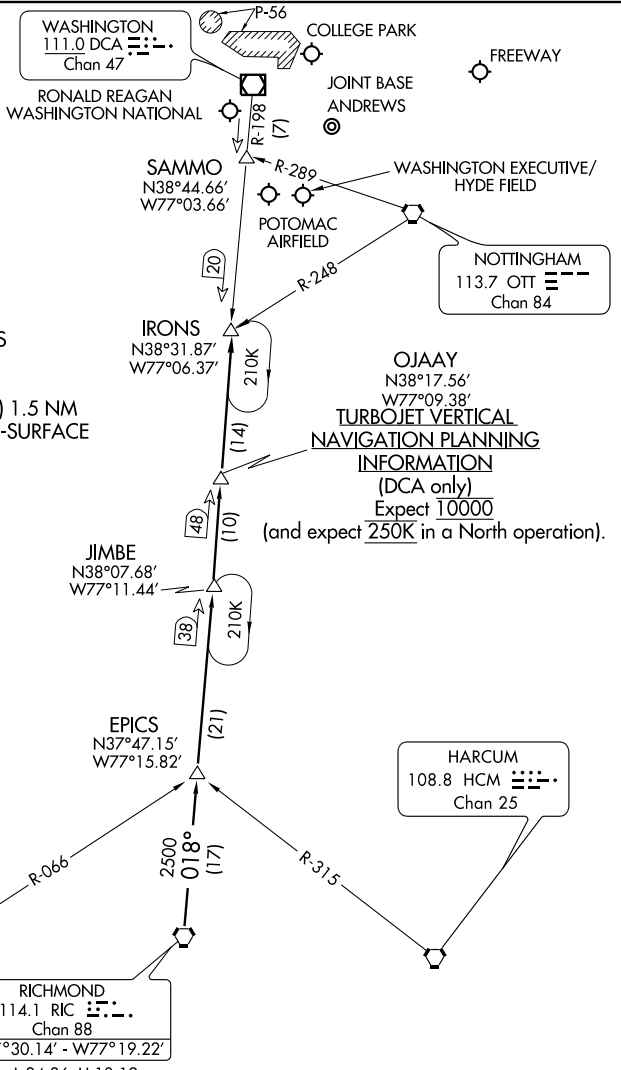 P-56
WASHINGTON
111.0 DCA
Chan 47
COLLEGE PARK
FREEWAY
RONALD REAGAN
WASHINGTON NATIONAL
JOINT BASE
ANDREWS
R-198
(7)
SAMMO
N38°44.66'
W77°03.66'
R-289
WASHINGTON EXECUTIVE/
HYDE FIELD
POTOMAC
AIRFIELD
NOTTINGHAM
113.7 OTT
Chan 84
20
R-248
S
IRONS
N38°31.87'
W77°06.37'
210K
) 1.5 NM
-SURFACE
(14)
OJAAY
N38°17.56'
W77°09.38'
TURBOJET VERTICAL
NAVIGATION PLANNING
INFORMATION
(DCA only)
Expect 10000
(and expect 250K in a North operation).
48
(10)
JIMBE
N38°07.68'
W77°11.44'
38
210K
(21)
EPICS
N37°47.15'
W77°15.82'
HARCUM
108.8 HCM
Chan 25
R-066
2500
018°
(17)
R-315
RICHMOND
114.1 RIC
Chan 88
°30.14' - W77°19.22'